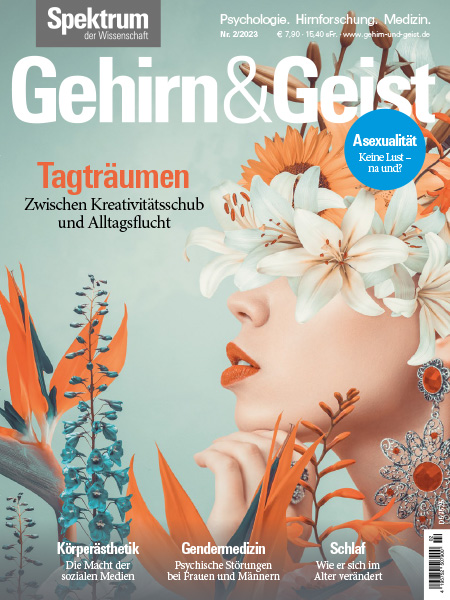 Spektrum
der Wissenschaft
Psychologie. Hirnforschung. Medizin.
Nr. 2/2023 € 7,90 · 15,40 sFr. · www.gehirn-und-geist.de
Gehirn&Geist
Asexualität
Keine Lust –
na und?
Tagträumen
Zwischen Kreativitätsschub
und Alltagsflucht
Körperästhetik
Die Macht der
sozialen Medien
Gendermedizin
Psychische Störungen
bei Frauen und Männern
Schlaf
Wie er sich im
Alter verändert